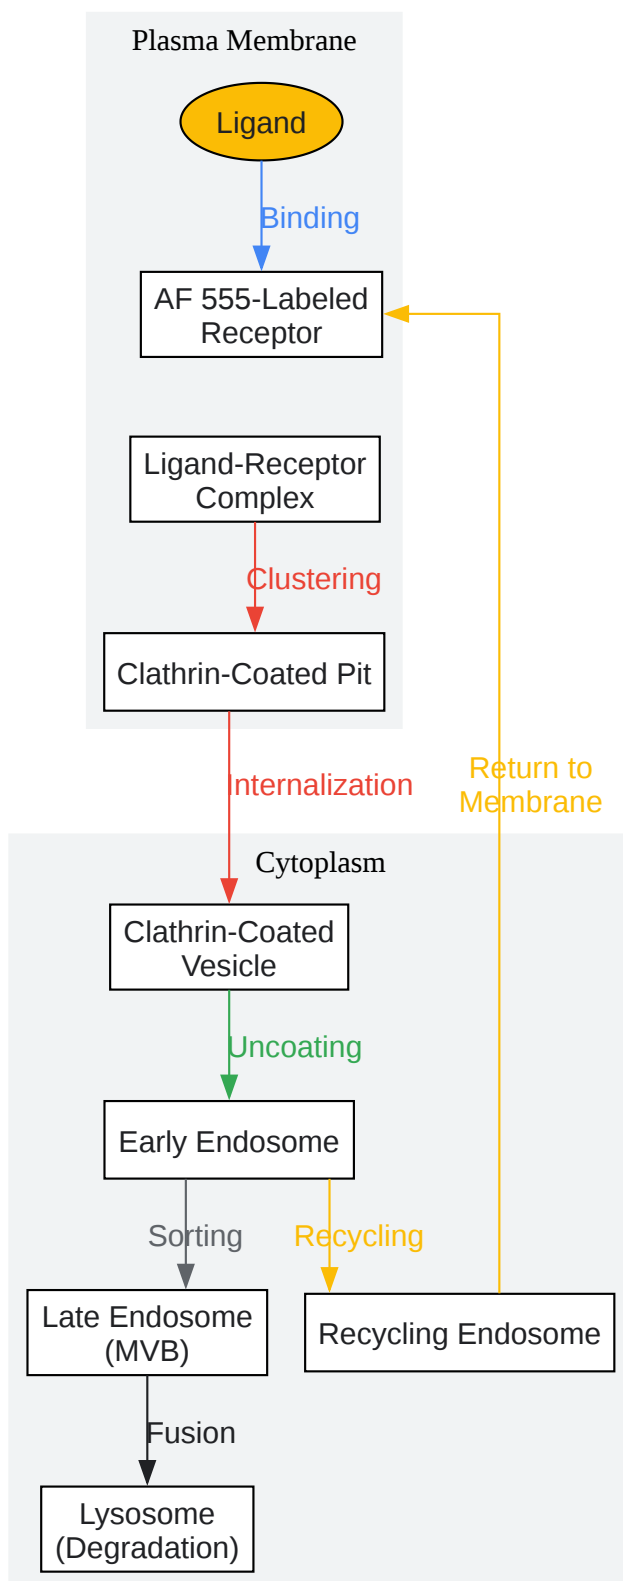 Plasma Membrane
Ligand
Binding
AF 555-Labeled
Receptor
Ligand-Receptor
Complex
Clustering
Clathrin-Coated Pit
Internalization
Return to
Membrane
Cytoplasm
Clathrin-Coated
Vesicle
Uncoating
Early Endosome
Sorting
Recycling
Late Endosome
(MVB)
Recycling Endosome
Fusion
Lysosome
(Degradation)